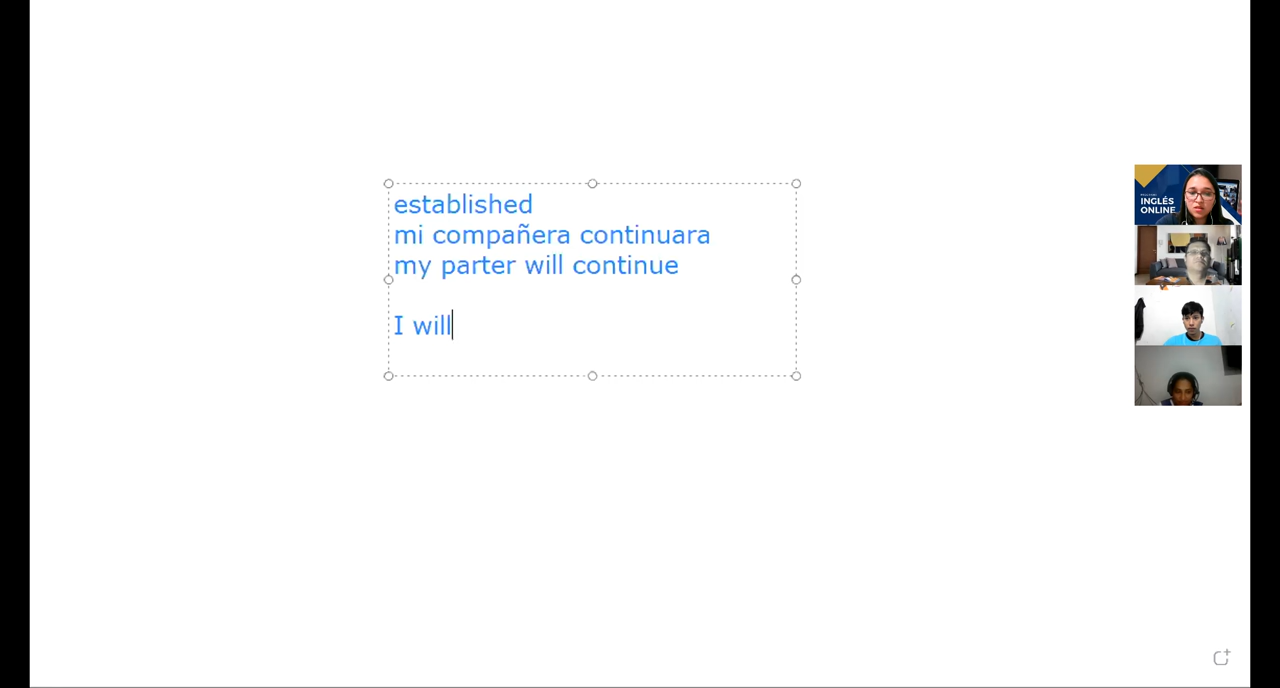 established
mi compañera continuara
my parter will continue
I will
INGLÉS
ONLINE